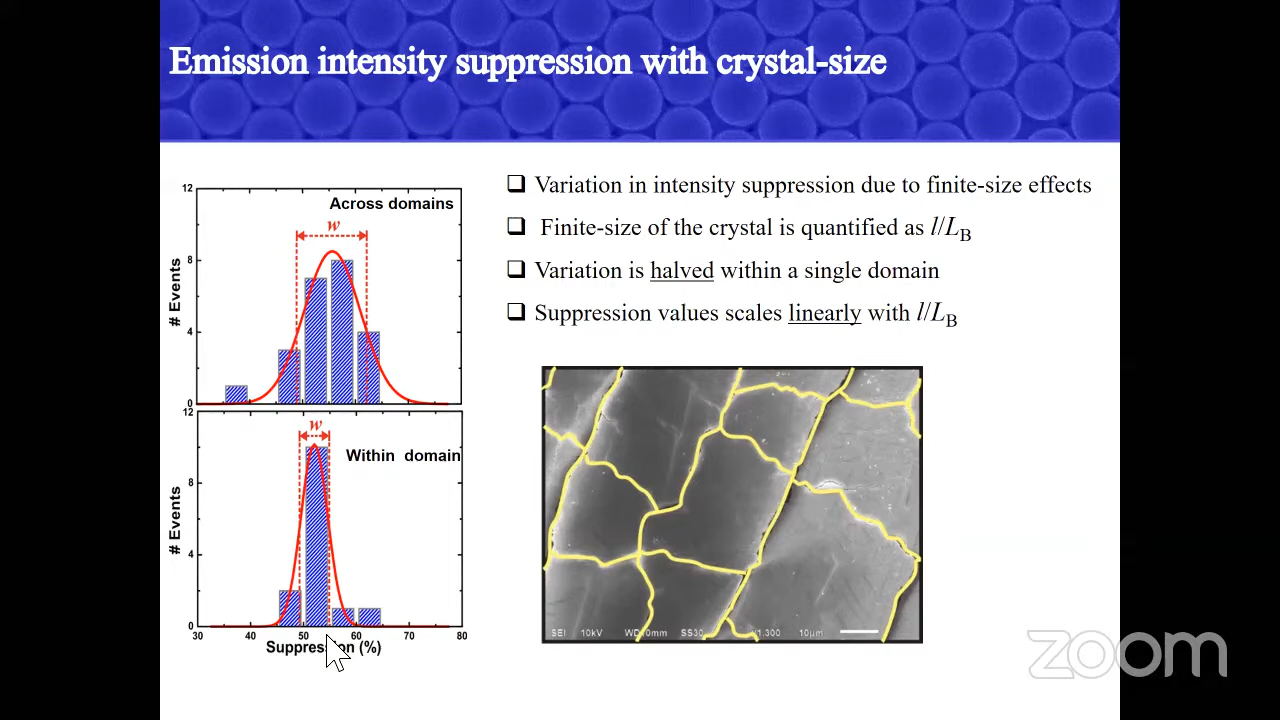 Emission intensity suppression with crystal-size
12
8
4
0
# Events
Across domains
w
12
8
4
0
# Events
w
Within domain
30 40 50 60 70 80
Suppression (%)
❑ Variation in intensity suppression due to finite-size effects
❑ Finite-size of the crystal is quantified as l/LB
❑ Variation is halved within a single domain
❑ Suppression values scales linearly with l/LB
SEI 10kV SS30 10µm
zoom